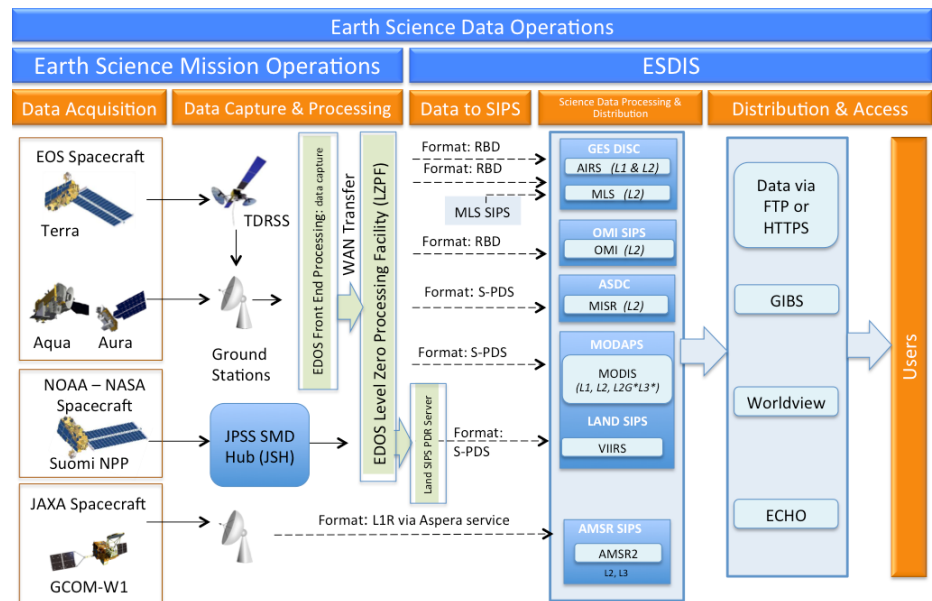 Earth Science Data Operations
Earth Science Mission Operations
ESDIS
Data Acquisition
Data Capture & Processing
Data to SIPS
Science Data Processing &
Distribution
Distribution & Access
EOS Spacecraft
Terra
Aqua
Aura
TDRSS
Ground
Stations
EDOS Front End Processing: data capture
WAN Transfer
EDOS Level Zero Processing Facility (LZPF)
NOAA – NASA
Spacecraft
Suomi NPP
JPSS SMD
Hub (JSH)
Land SIPS PDR Server
JAXA Spacecraft
GCOM-W1
Format: RBD
Format: RBD
MLS SIPS
Format: RBD
Format: S-PDS
Format: S-PDS
Format:
S-PDS
Format: L1R via Aspera service
GES DISC
AIRS (L1 & L2)
MLS (L2)
OMI SIPS
OMI (L2)
ASDC
MISR (L2)
MODAPS
MODIS
(L1, L2, L2G*L3*)
LAND SIPS
VIIRS
AMSR SIPS
AMSR2
L2, L3
Data via
FTP or
HTTPS
GIBS
Worldview
ECHO
Users